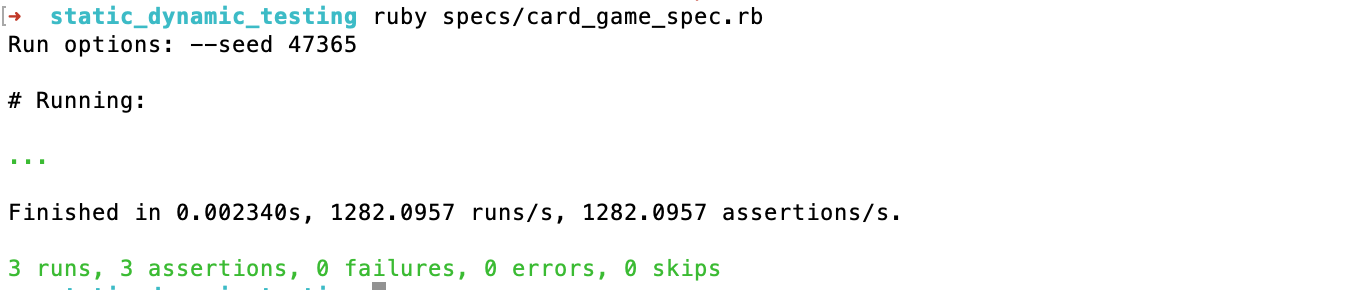 [→ static_dynamic_testing ruby specs/card_game_spec.rb
Run options: --seed 47365
# Running:
...
Finished in 0.002340s, 1282.0957 runs/s, 1282.0957 assertions/s.
3 runs, 3 assertions, 0 failures, 0 errors, 0 skips